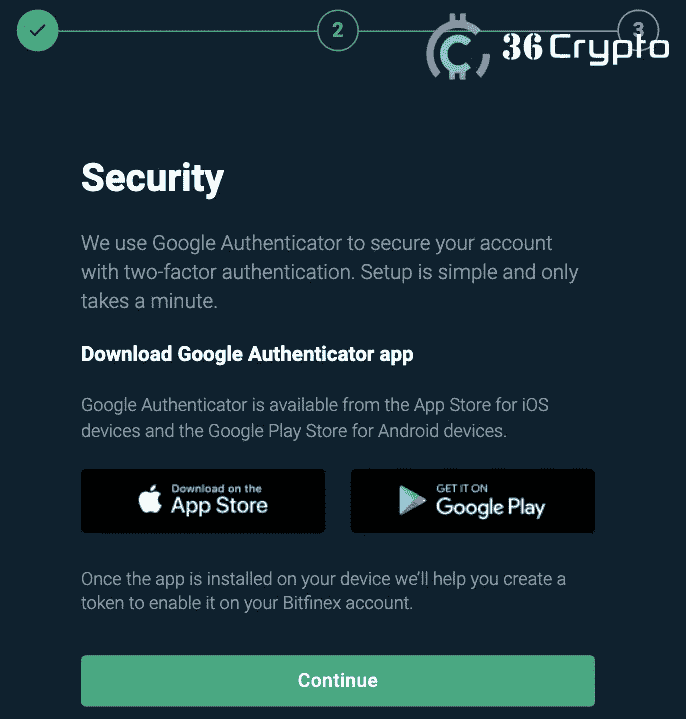 2
3
36 Crypto
Security
We use Google Authenticator to secure your account
with two-factor authentication. Setup is simple and only
takes a minute.
Download Google Authenticator app
Google Authenticator is available from the App Store for iOS
devices and the Google Play Store for Android devices.
Download on the
App Store
GET IT ON
Google Play
Once the app is installed on your device we'll help you create a
token to enable it on your Bitfinex account.
Continue